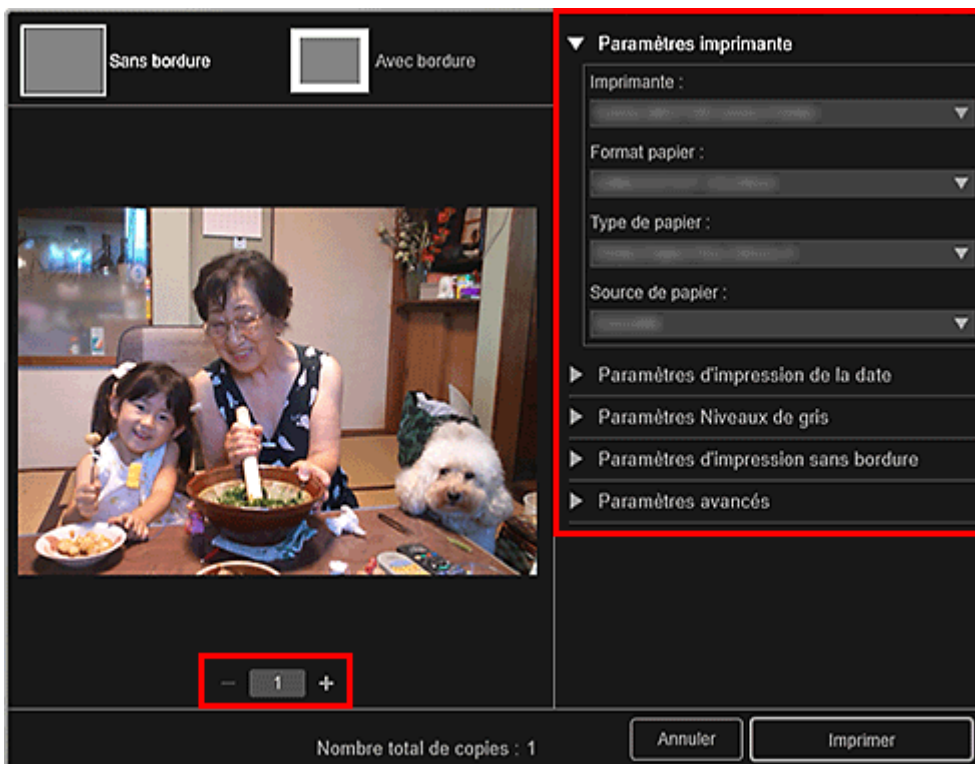 Sans bordure
Avec bordure
Paramètres imprimante
Imprimante :
Format papier :
Type de papier :
Source de papier :
Paramètres d'impression de la date
Paramètres Niveaux de gris
Paramètres d'impression sans bordure
Paramètres avancés
1
Nombre total de copies : 1
Annuler
Imprimer